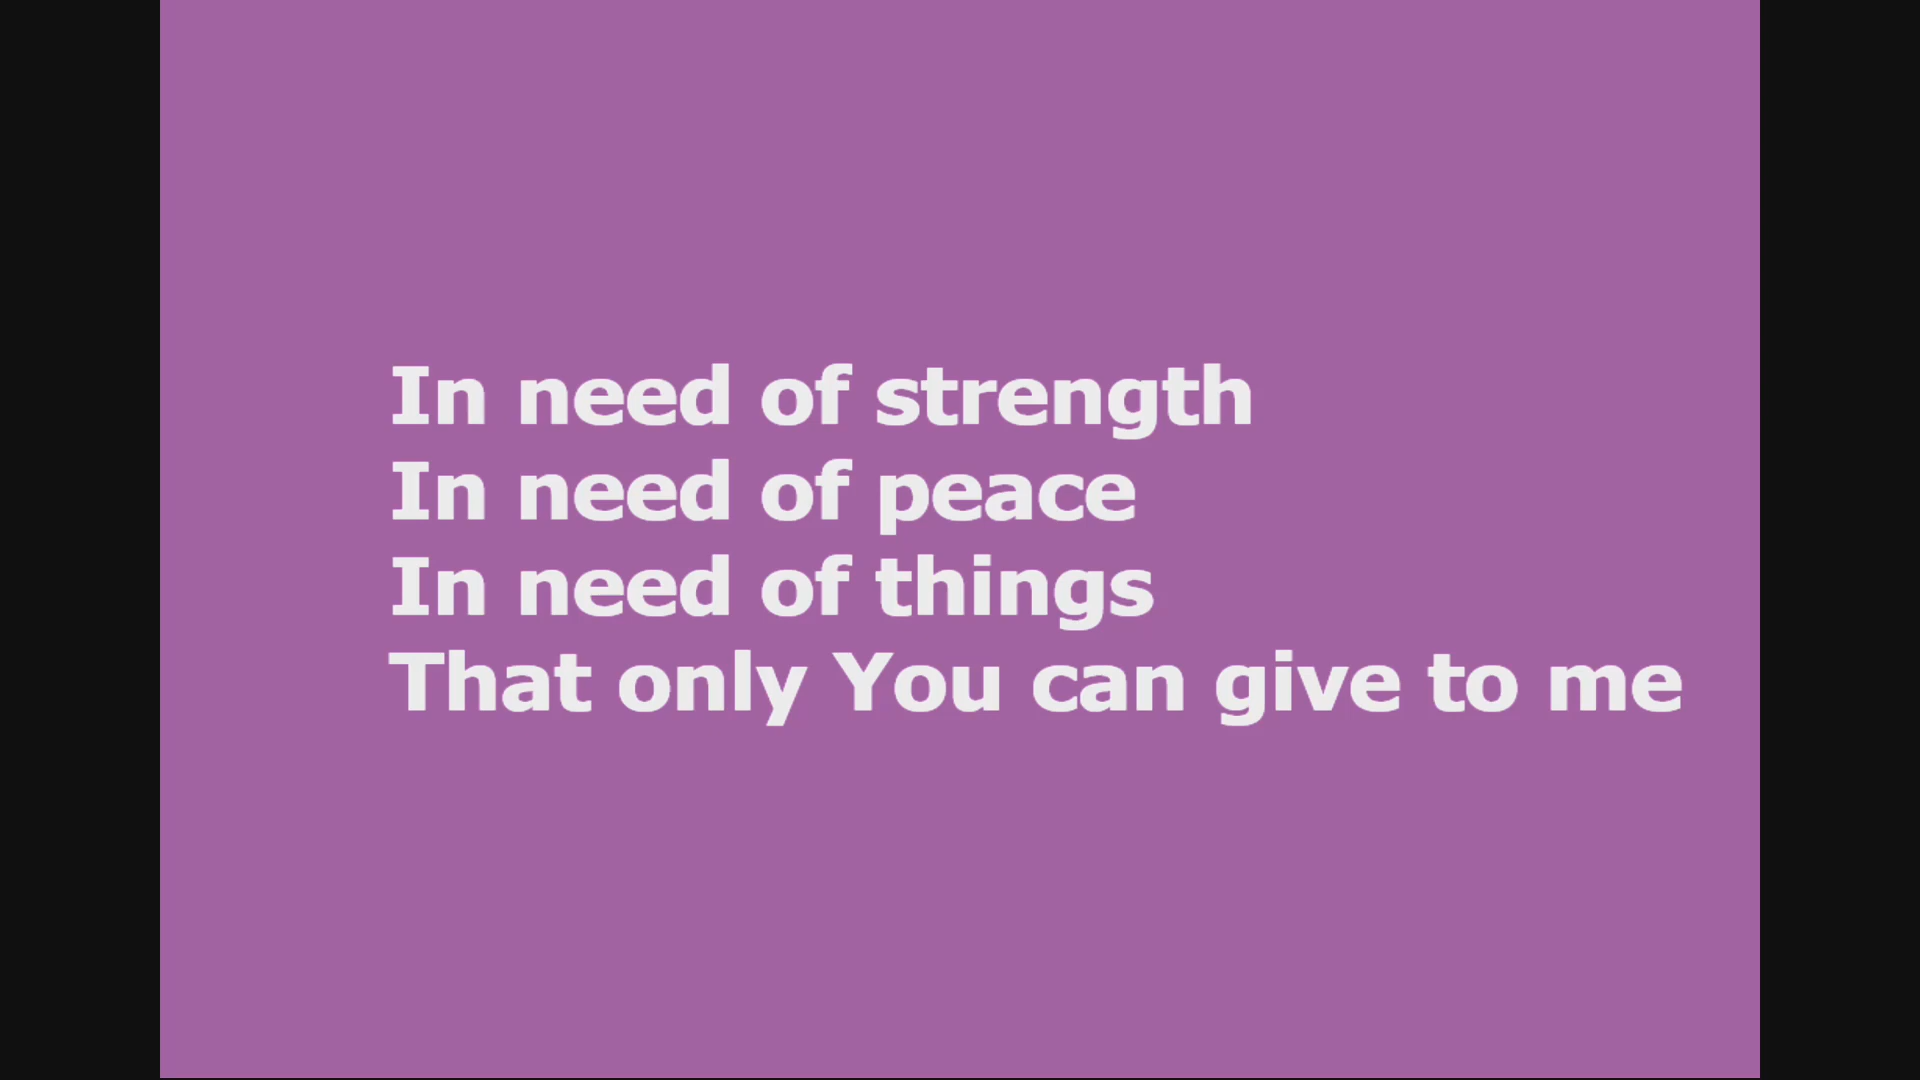 In need of strength
In need of peace
In need of things
That only You can give to me